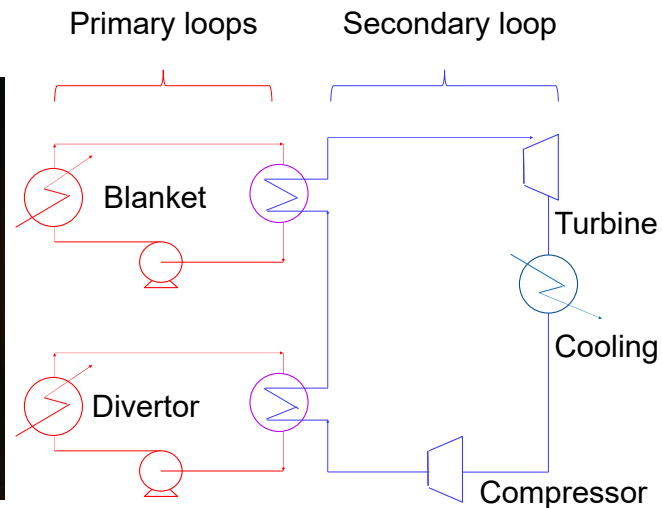 Primary loops
Secondary loop
Blanket
Turbine
Cooling
Divertor
Compressor